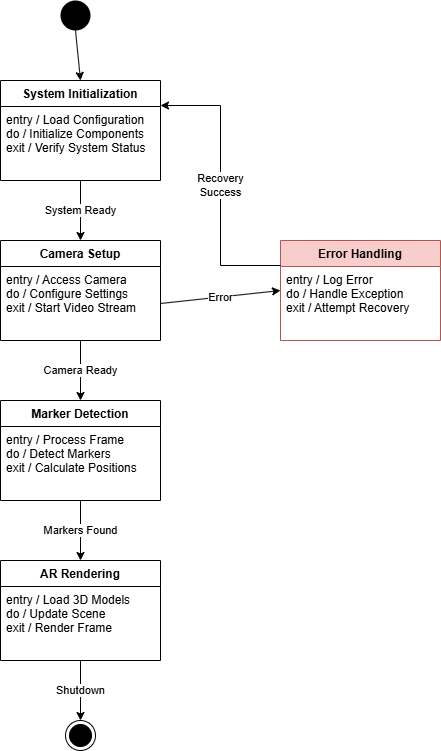 System Initialization
entry / Load Configuration
do / Initialize Components
exit / Verify System Status
Recovery
Success
System Ready
Camera Setup
entry / Access Camera
do / Configure Settings
exit / Start Video Stream
Error Handling
entry / Log Error
do / Handle Exception
exit / Attempt Recovery
Error
Camera Ready
Marker Detection
entry / Process Frame
do / Detect Markers
exit / Calculate Positions
Markers Found
AR Rendering
entry / Load 3D Models
do / Update Scene
exit / Render Frame
Shutdown